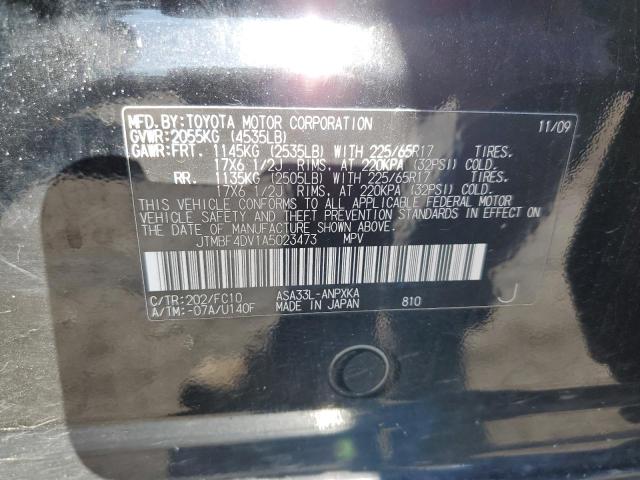 MFD.BY:TOYOTA MOTOR CORPORATION 11/09
GVWR:2055KG (4535LB)
GAWR:FRT. 1145KG (2535LB) WITH 225/65R17 TIRES.
17X6 1/2J RIMS. AT 220KPA (32PSI) COLD.
RR. 1135KG (2505LB) WITH 225/65R17 TIRES.
17X6 1/2J RIMS. AT 220KPA (32PSI) COLD.
THIS VEHICLE CONFORMS TO ALL APPLICABLE FEDERAL MOTOR
VEHICLE SAFETY AND THEFT PREVENTION STANDARDS IN EFFECT ON
THE DATE OF MANUFACTURE SHOWN ABOVE.
JTMBF4DV1A5023473 MPV
C/TR:202/FC10 ASA33L-ANPXKA
A/TM:-07A/U140F MADE IN JAPAN 810 J